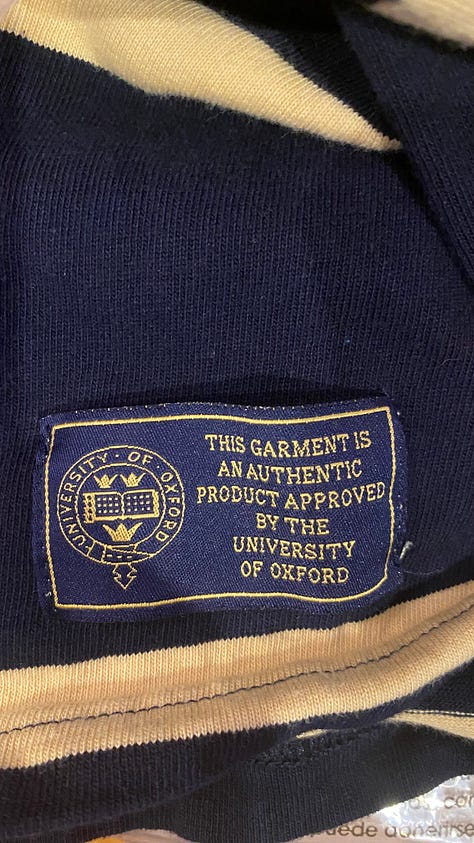 UNIVERSITY · OF · OXFORD
THIS GARMENT IS
AN AUTHENTIC
PRODUCT APPROVED
BY THE
UNIVERSITY
OF OXFORD